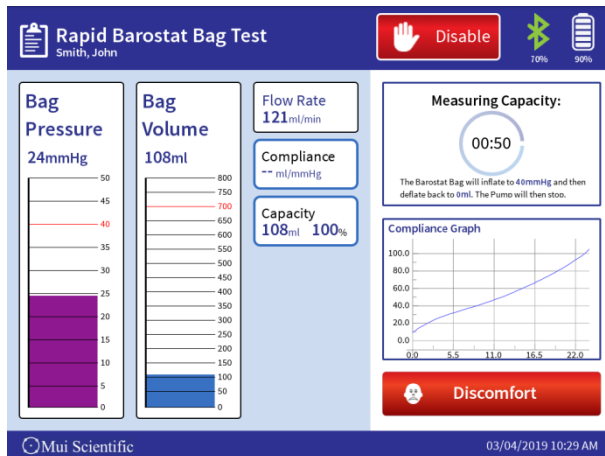 Rapid Barostat Bag Test
Smith, John
Disable
70%
90%
Bag
Pressure
24mmHg
50
45
40
35
30
25
20
15
10
5
0
Bag
Volume
108ml
800
750
700
650
600
550
500
450
400
350
300
250
200
150
100
50
0
Flow Rate
121ml/min
Compliance
-- ml/mmHg
Capacity
108ml 100%
Measuring Capacity:
00:50
The Barostat Bag will inflate to 40mmHg and then
deflate back to 0ml. The Pump will then stop.
Compliance Graph
100.0
80.0
60.0
40.0
20.0
0.0
0.0 5.5 11.0 16.5 22.0
Discomfort
Mui Scientific
03/04/2019 10:29 AM